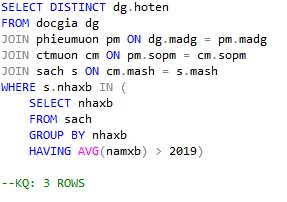 SELECT DISTINCT dg.hoten
FROM docgia dg
JOIN phieumuon pm ON dg.madg = pm.madg
JOIN ctmuon cm ON pm.sopm = cm.sopm
JOIN sach s ON cm.mash = s.mash
WHERE s.nhaxb IN (
    SELECT nhaxb
    FROM sach
    GROUP BY nhaxb
    HAVING AVG(namxb) > 2019)

--KQ: 3 ROWS